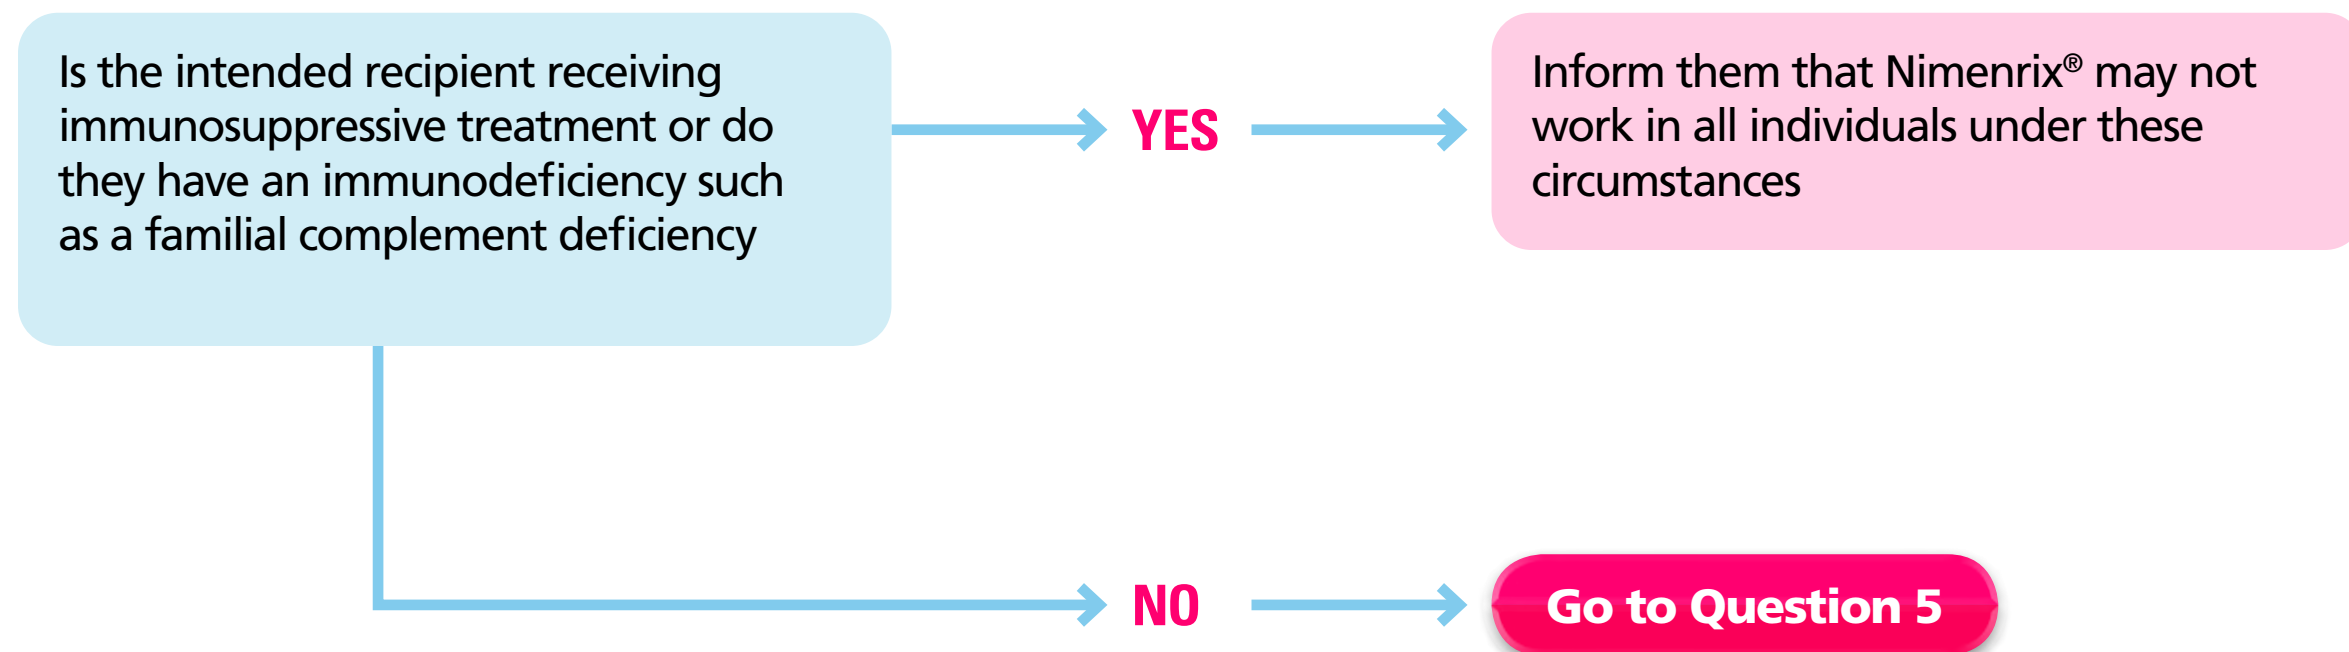 Is the intended recipient receiving
immunosuppressive treatment or do
they have an immunodeficiency such
as a familial complement deficiency
YES
Inform them that Nimenrix® may not
work in all individuals under these
circumstances
NO
Go to Question 5